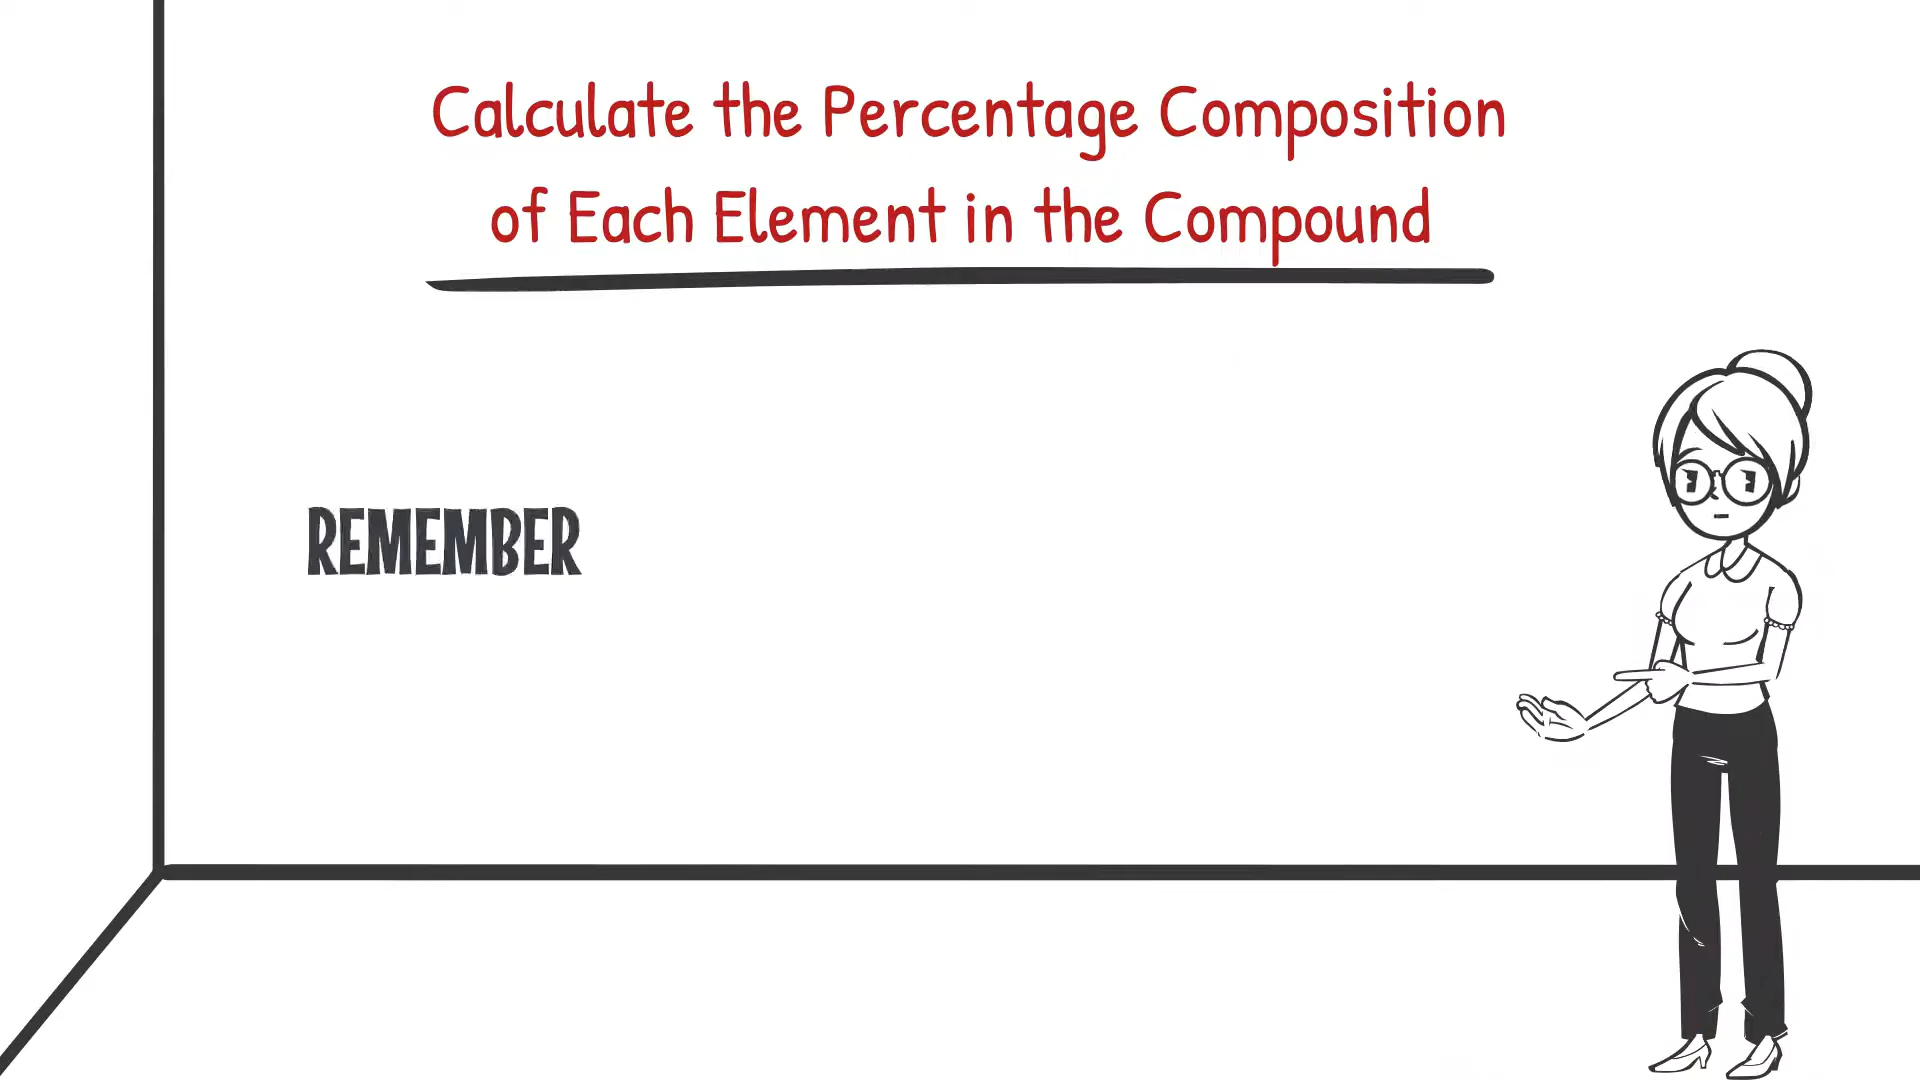 Calculate the Percentage Composition
of Each Element in the Compound
REMEMBER